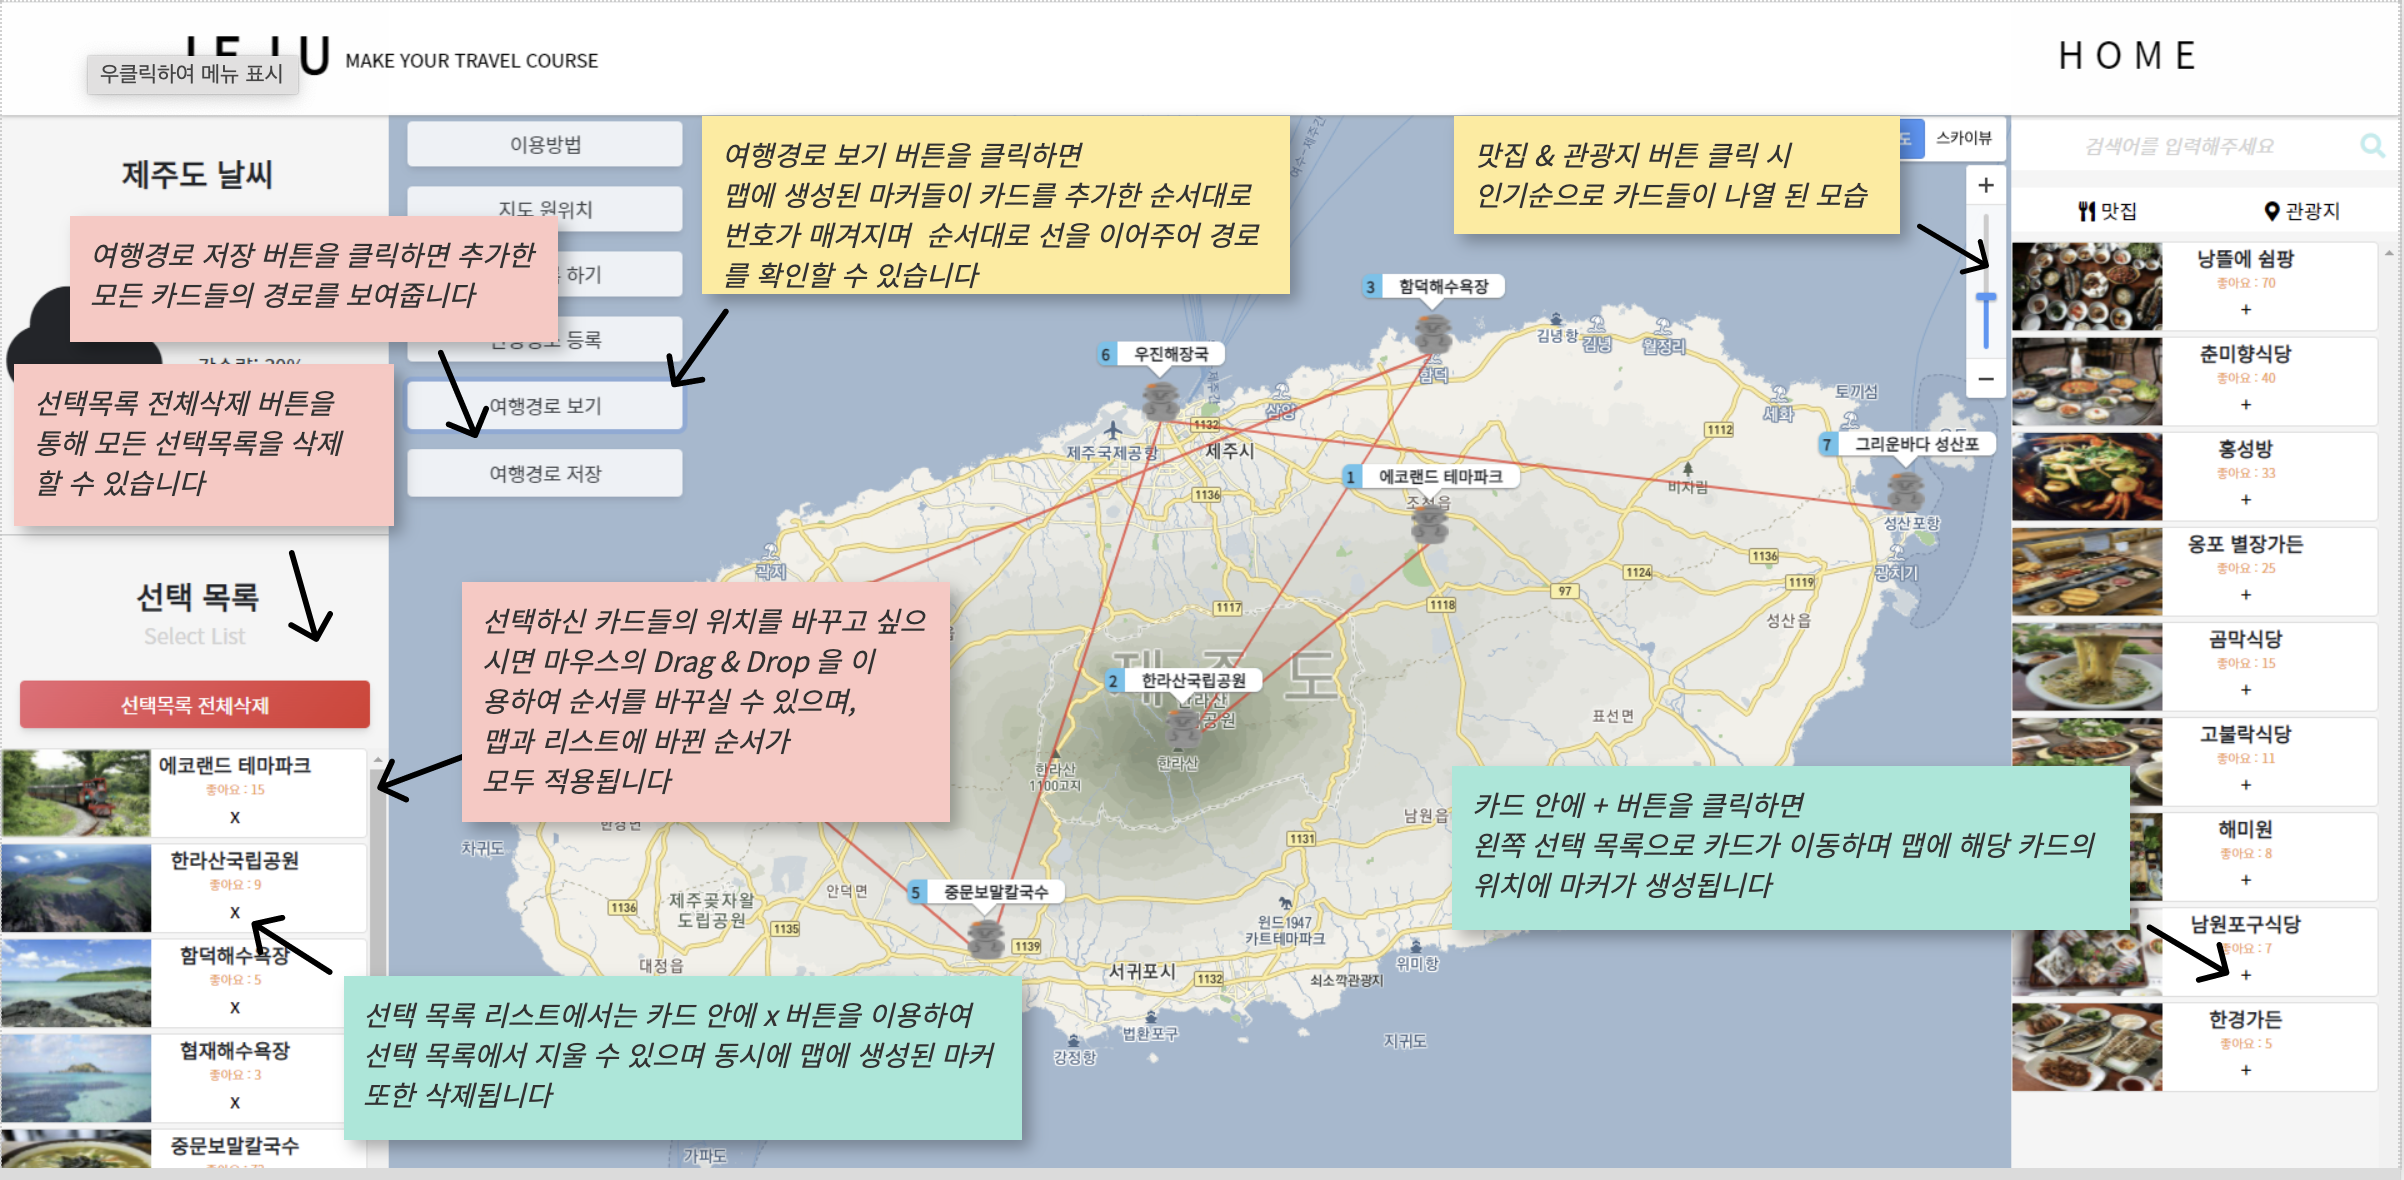 MAKE YOUR TRAVEL COURSE
HOME
우클릭하여 메뉴 표시
제주도 날씨
여행경로 저장 버튼을 클릭하면 추가한
모든 카드들의 경로를 보여줍니다
선택목록 전체삭제 버튼을
통해 모든 선택목록을 삭제
할 수 있습니다
선택 목록
Select List
선택목록 전체삭제
에코랜드 테마파크
좋아요 : 15
X
한라산국립공원
좋아요 : 9
X
함덕해수욕장
좋아요 : 5
X
협재해수욕장
좋아요 : 3
X
중문보말칼국수
이용방법
지도 원위치
하기
등록
여행경로 보기
여행경로 저장
여행경로 보기 버튼을 클릭하면
맵에 생성된 마커들이 카드를 추가한 순서대로
번호가 매겨지며 순서대로 선을 이어주어 경로
를 확인할 수 있습니다
맛집 & 관광지 버튼 클릭 시
인기순으로 카드들이 나열 된 모습
스카이뷰
+
−
3 함덕해수욕장
6 우진해장국
7 그리운바다 성산포
1 에코랜드 테마파크
2 한라산국립공원
5 중문보말칼국수
김녕항
김녕
월정리
함덕
삼양
세화
토끼섬
1132
1112
제주국제공항
제주시
비자림
1136
조천읍
성산포항
곽지
1136
광치기
1124
1119
97
1117
1118
성산읍
제주도
한라산
한라산
1100고지
표선면
남원읍
한경면
차귀도
1131
안덕면
제주곶자왈
도립공원
1136
1135
윈드1947
카트테마파크
1139
대정읍
서귀포시
1132
쇠소깍관광지
위미항
법환포구
강정항
지귀도
가파도
선택하신 카드들의 위치를 바꾸고 싶으
시면 마우스의 Drag & Drop 을 이
용하여 순서를 바꾸실 수 있으며,
맵과 리스트에 바뀐 순서가
모두 적용됩니다
선택 목록 리스트에서는 카드 안에 x 버튼을 이용하여
선택 목록에서 지울 수 있으며 동시에 맵에 생성된 마커
또한 삭제됩니다
카드 안에 + 버튼을 클릭하면
왼쪽 선택 목록으로 카드가 이동하며 맵에 해당 카드의
위치에 마커가 생성됩니다
검색어를 입력해주세요
맛집 관광지
낭뜰에 쉼팡
좋아요 : 70
+
춘미향식당
좋아요 : 40
+
홍성방
좋아요 : 33
+
옹포 별장가든
좋아요 : 25
+
곰막식당
좋아요 : 15
+
고불락식당
좋아요 : 11
+
해미원
좋아요 : 8
+
남원포구식당
좋아요 : 7
+
한경가든
좋아요 : 5
+